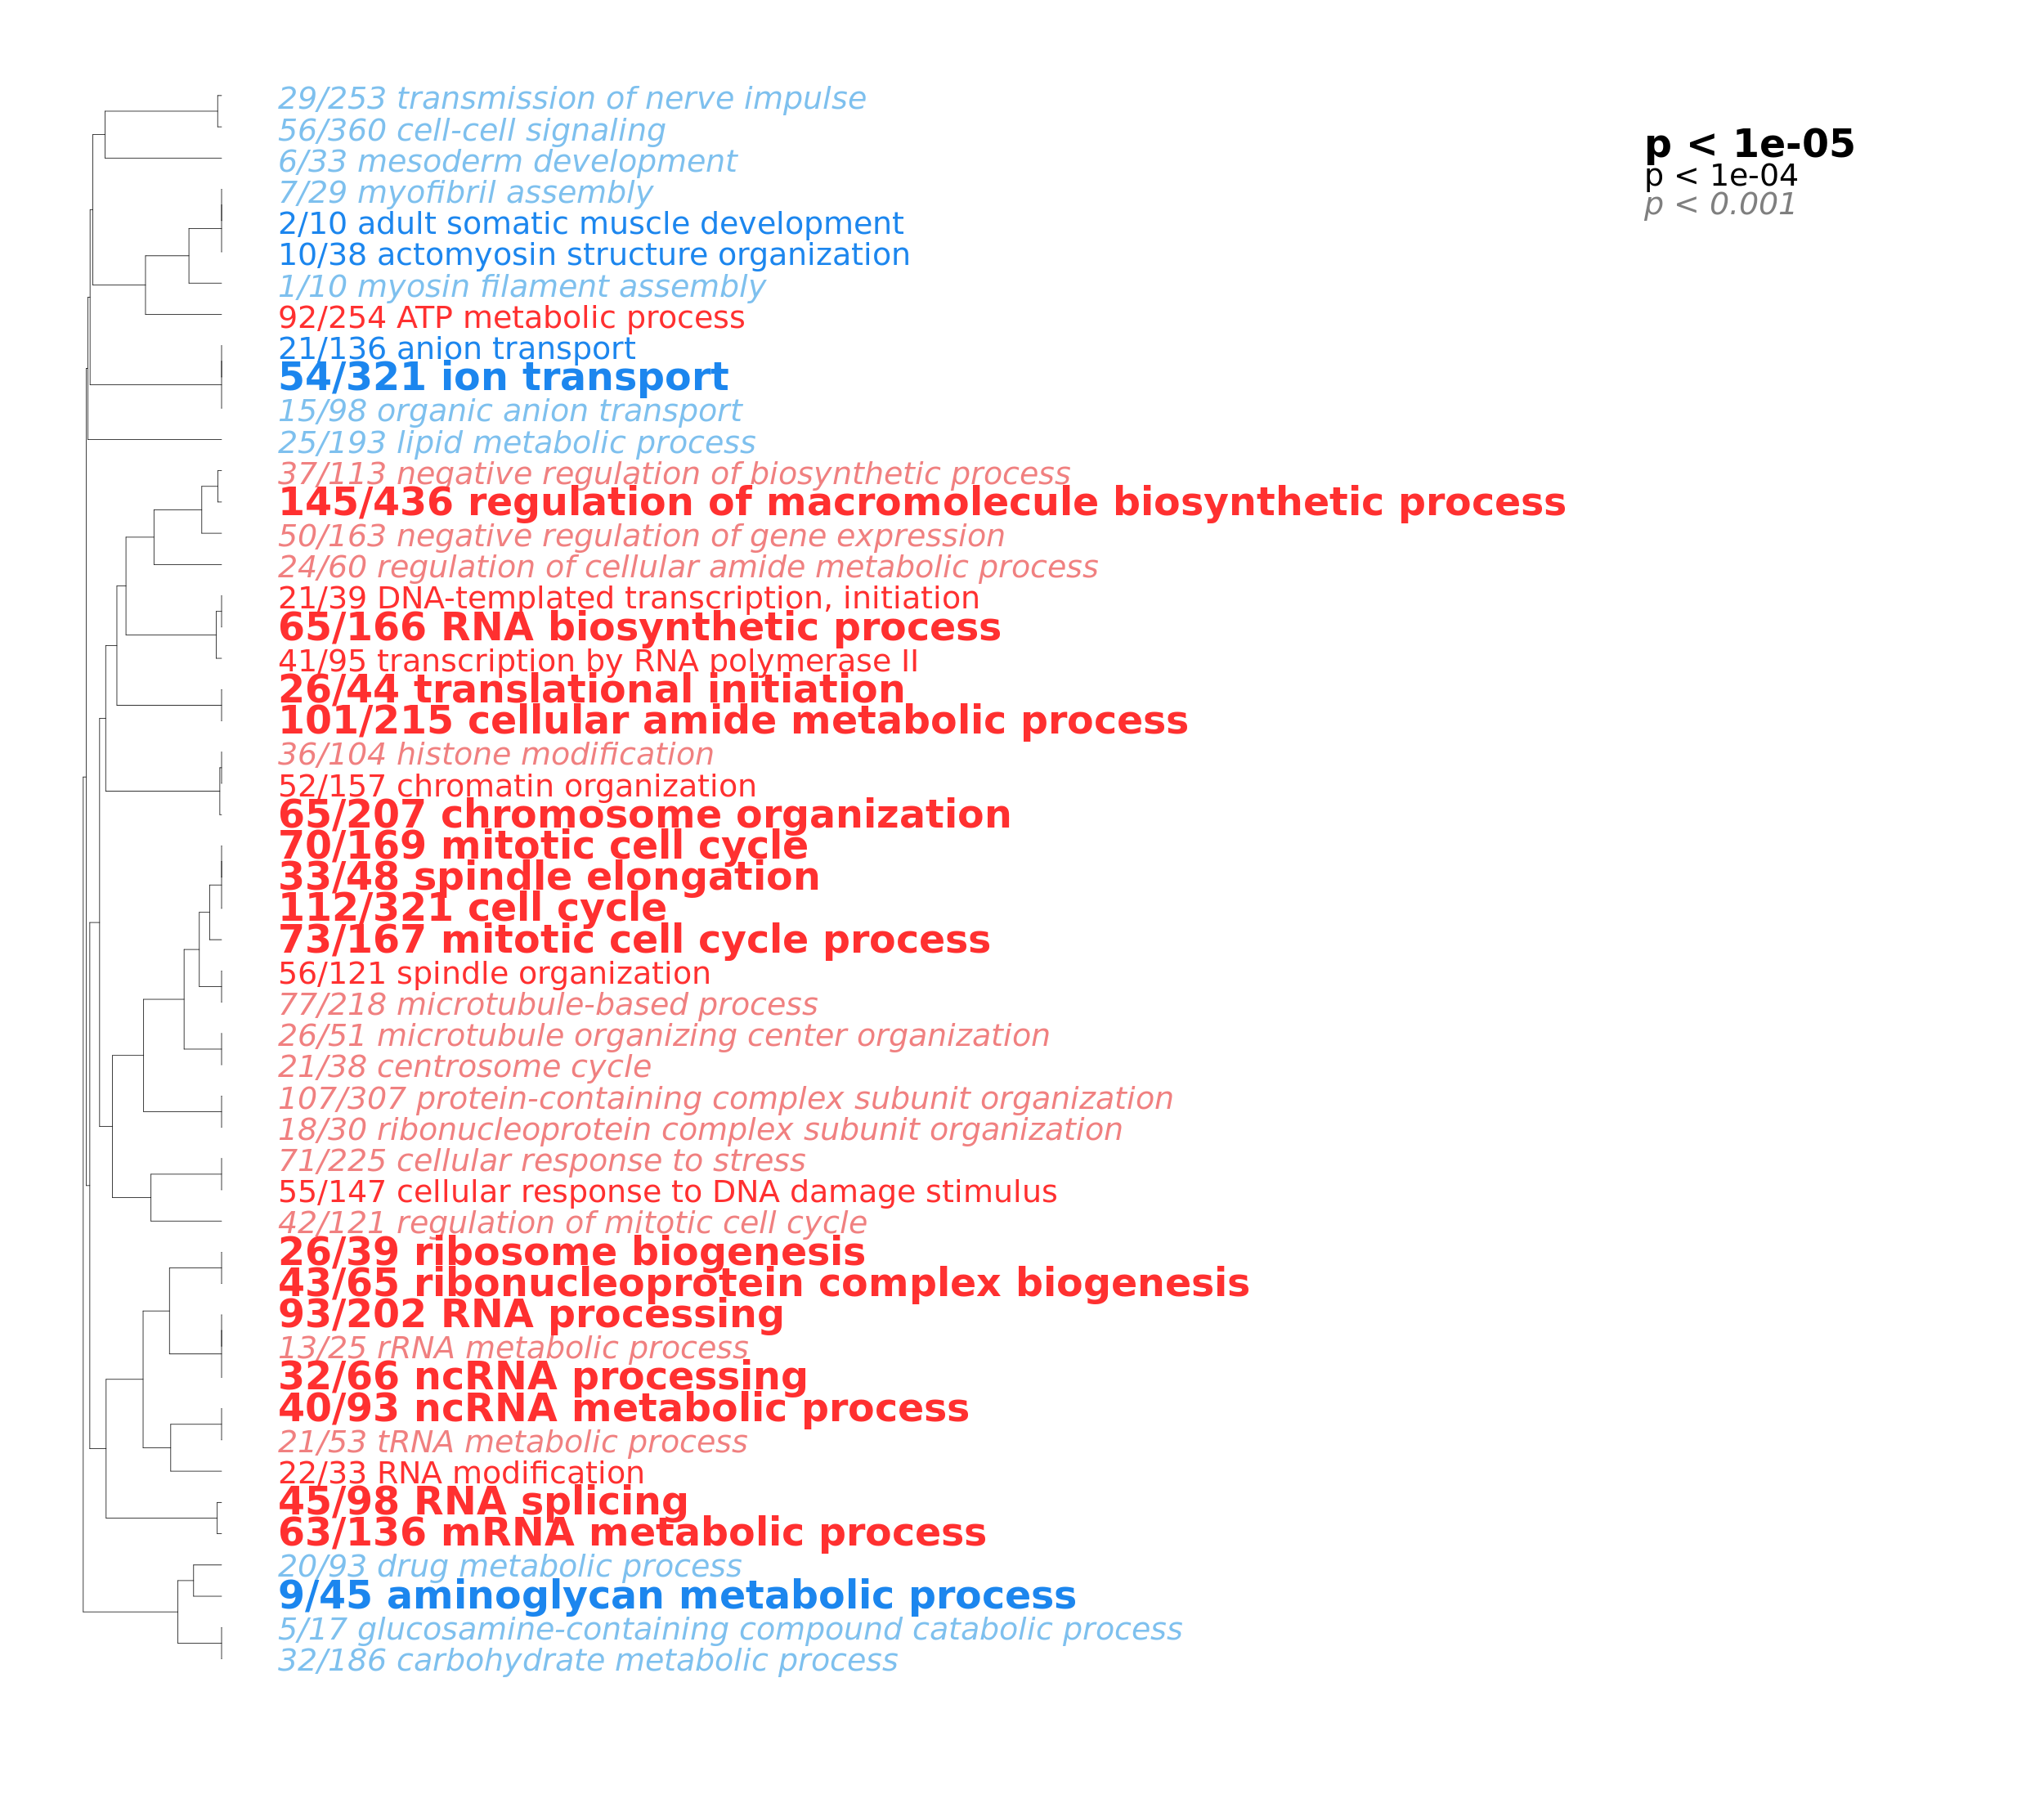 29/253 transmission of nerve impulse
56/360 cell-cell signaling
6/33 mesoderm development
7/29 myofibril assembly
2/10 adult somatic muscle development
10/38 actomyosin structure organization
1/10 myosin filament assembly
92/254 ATP metabolic process
21/136 anion transport
54/321 ion transport
15/98 organic anion transport
25/193 lipid metabolic process
37/113 negative regulation of biosynthetic process
145/436 regulation of macromolecule biosynthetic process
50/163 negative regulation of gene expression
24/60 regulation of cellular amide metabolic process
21/39 DNA-templated transcription, initiation
65/166 RNA biosynthetic process
41/95 transcription by RNA polymerase II
26/44 translational initiation
101/215 cellular amide metabolic process
36/104 histone modification
52/157 chromatin organization
65/207 chromosome organization
70/169 mitotic cell cycle
33/48 spindle elongation
112/321 cell cycle
73/167 mitotic cell cycle process
56/121 spindle organization
77/218 microtubule-based process
26/51 microtubule organizing center organization
21/38 centrosome cycle
107/307 protein-containing complex subunit organization
18/30 ribonucleoprotein complex subunit organization
71/225 cellular response to stress
55/147 cellular response to DNA damage stimulus
42/121 regulation of mitotic cell cycle
26/39 ribosome biogenesis
43/65 ribonucleoprotein complex biogenesis
93/202 RNA processing
13/25 rRNA metabolic process
32/66 ncRNA processing
40/93 ncRNA metabolic process
21/53 tRNA metabolic process
22/33 RNA modification
45/98 RNA splicing
63/136 mRNA metabolic process
20/93 drug metabolic process
9/45 aminoglycan metabolic process
5/17 glucosamine-containing compound catabolic process
32/186 carbohydrate metabolic process
p < 1e-05
p < 1e-04
p < 0.001